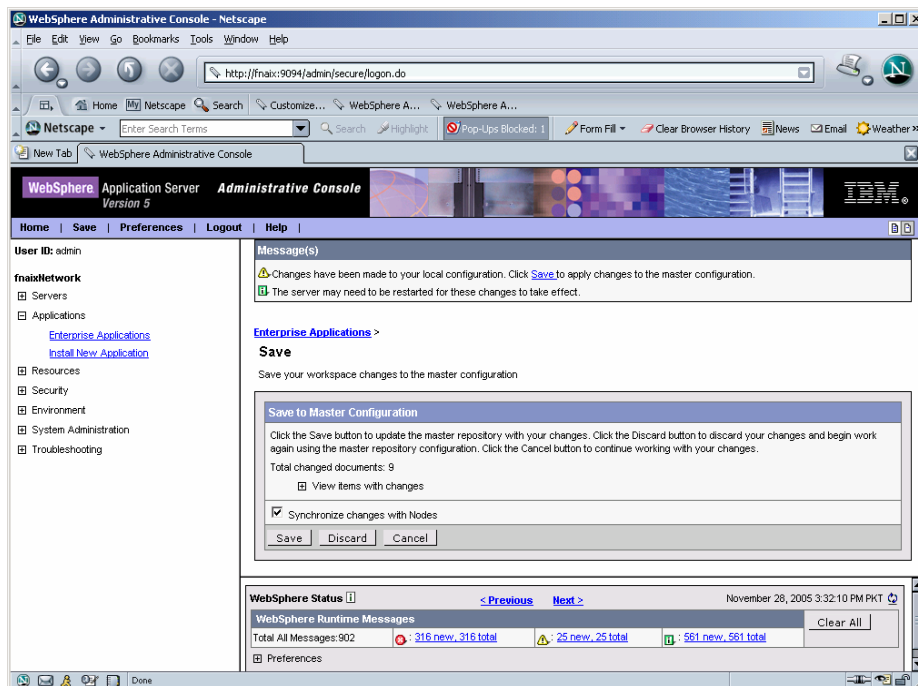 WebSphere Administrative Console - Netscape
File Edit View Go Bookmarks Tools Window Help
http://fnaix:9094/admin/secure/logon.do
N
Home My Netscape Search Customize... WebSphere A... WebSphere A...
Netscape Enter Search Terms Search Highlight Pop-Ups Blocked: 1 Form Fill Clear Browser History News Email Weather
New Tab WebSphere Administrative Console
WebSphere Application Server Administrative Console
Version 5
IBM
Home | Save | Preferences | Logout | Help |
User ID: admin
fnaixNetwork
Servers
Applications
Enterprise Applications
Install New Application
Resources
Security
Environment
System Administration
Troubleshooting
Message(s)
Changes have been made to your local configuration. Click Save to apply changes to the master configuration.
The server may need to be restarted for these changes to take effect.
Enterprise Applications >
Save
Save your workspace changes to the master configuration
Save to Master Configuration
Click the Save button to update the master repository with your changes. Click the Discard button to discard your changes and begin work
again using the master repository configuration. Click the Cancel button to continue working with your changes.
Total changed documents: 9
View items with changes
Synchronize changes with Nodes
Save Discard Cancel
WebSphere Status i < Previous Next > November 28, 2005 3:32:10 PM PKT
WebSphere Runtime Messages
Clear All
Total All Messages:902 : 316 new, 316 total : 25 new, 25 total : 561 new, 561 total
Preferences
Done